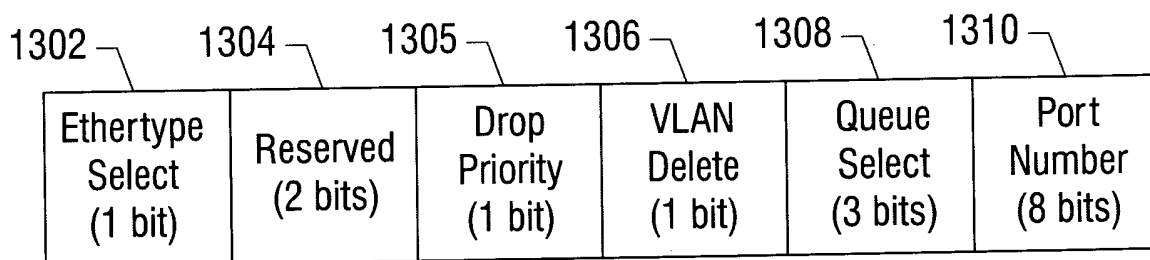 1302 1304 1305 1306 1308 1310
Ethertype
Select
(1 bit)
Reserved
(2 bits)
Drop
Priority
(1 bit)
VLAN
Delete
(1 bit)
Queue
Select
(3 bits)
Port
Number
(8 bits)